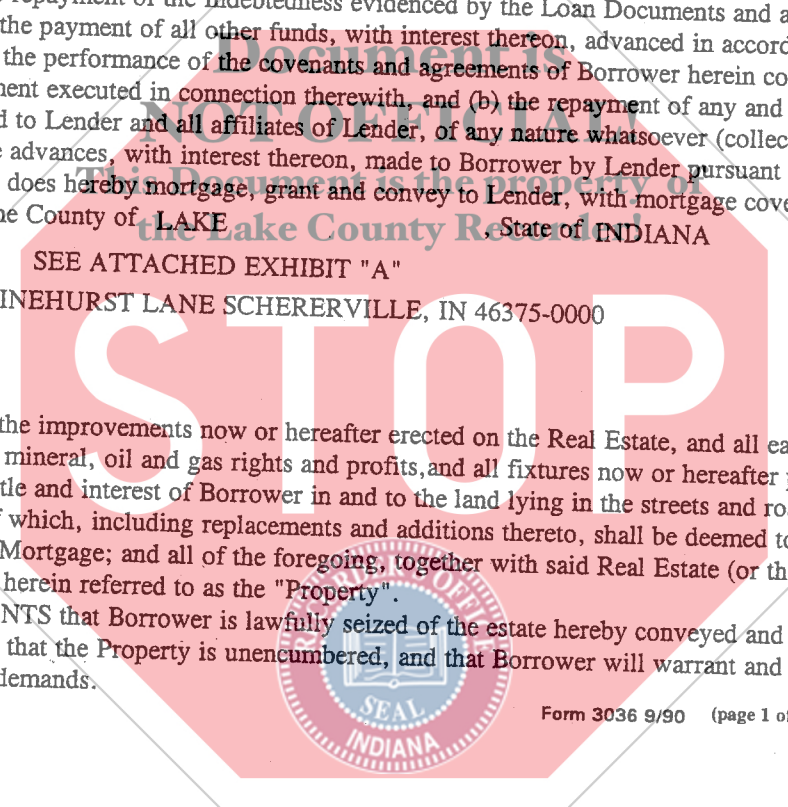 repayment of the indebtedness evidenced by the Loan Documents and a
the payment of all other funds, with interest thereon, advanced in accord
Document is
the performance of the covenants and agreements of Borrower herein co
ment executed in connection therewith, and (b) the repayment of any and
NOT OFFICIAL!
d to Lender and all affiliates of Lender, of any nature whatsoever (collec
e advances, with interest thereon, made to Borrower by Lender pursuant
This Document is the property of
does hereby mortgage, grant and convey to Lender, with mortgage cove
he County of LAKE , State of INDIANA
the Lake County Recorder!
SEE ATTACHED EXHIBIT "A"
INEHURST LANE SCHERERVILLE, IN 46375-0000
STOP
the improvements now or hereafter erected on the Real Estate, and all ea
mineral, oil and gas rights and profits,and all fixtures now or hereafter
tle and interest of Borrower in and to the land lying in the streets and ro
f which, including replacements and additions thereto, shall be deemed to
Mortgage; and all of the foregoing, together with said Real Estate (or th
herein referred to as the "Property".
NTS that Borrower is lawfully seized of the estate hereby conveyed and
that the Property is unencumbered, and that Borrower will warrant and
demands.
RECORDER'S OFFICE
SEAL
INDIANA
Form 3036 9/90 (page 1 of